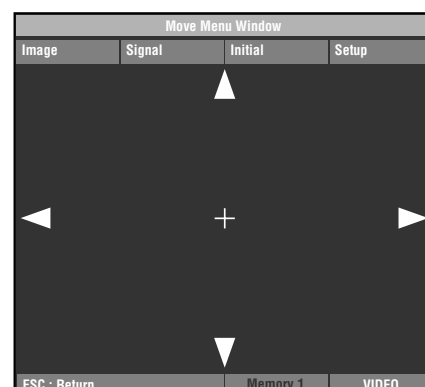 Move Menu Window
Image Signal Initial Setup
ESC : Return Memory 1 VIDEO